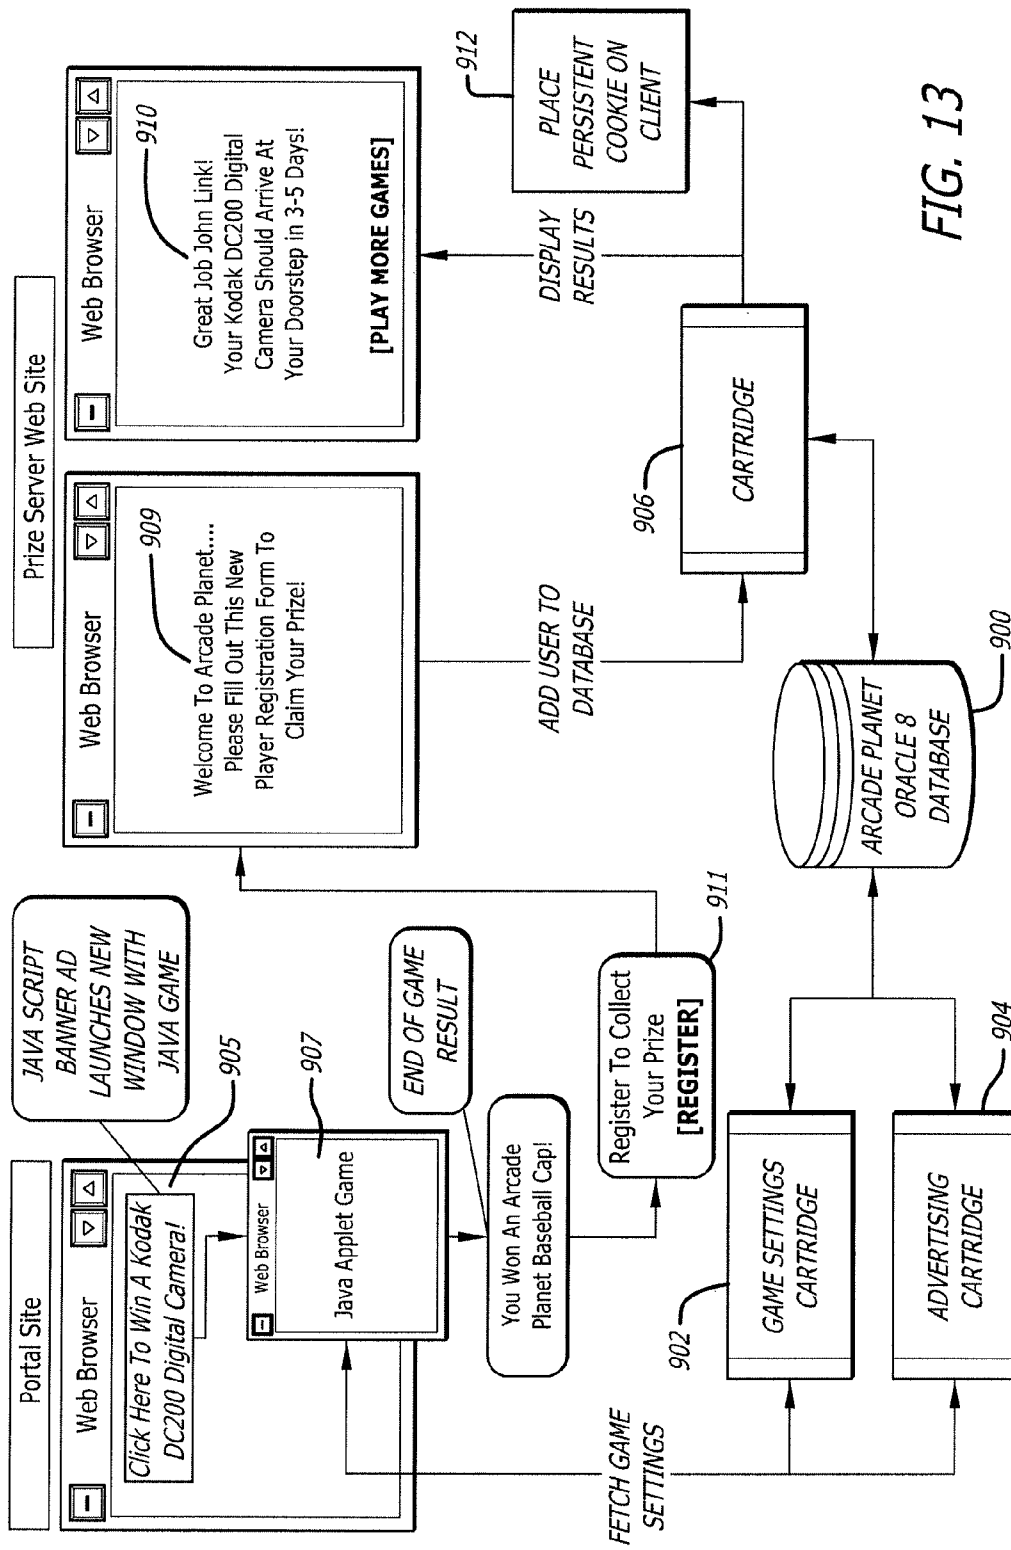 Portal Site
Web Browser
Click Here To Win A Kodak
DC200 Digital Camera!
905
JAVA SCRIPT
BANNER AD
LAUNCHES NEW
WINDOW WITH
JAVA GAME
Web Browser
Java Applet Game
907
END OF GAME
RESULT
You Won An Arcade
Planet Baseball Cap!
Register To Collect
Your Prize
[REGISTER]
911
FETCH GAME
SETTINGS
902
GAME SETTINGS
CARTRIDGE
ADVERTISING
CARTRIDGE
904
Prize Server Web Site
Web Browser
909
Welcome To Arcade Planet....
Please Fill Out This New
Player Registration Form To
Claim Your Prize!
Web Browser
910
Great Job John Link!
Your Kodak DC200 Digital
Camera Should Arrive At
Your Doorstep in 3-5 Days!
[PLAY MORE GAMES]
ADD USER TO
DATABASE
DISPLAY
RESULTS
912
PLACE
PERSISTENT
COOKIE ON
CLIENT
906
CARTRIDGE
ARCADE PLANET
ORACLE 8
DATABASE
900
FIG. 13